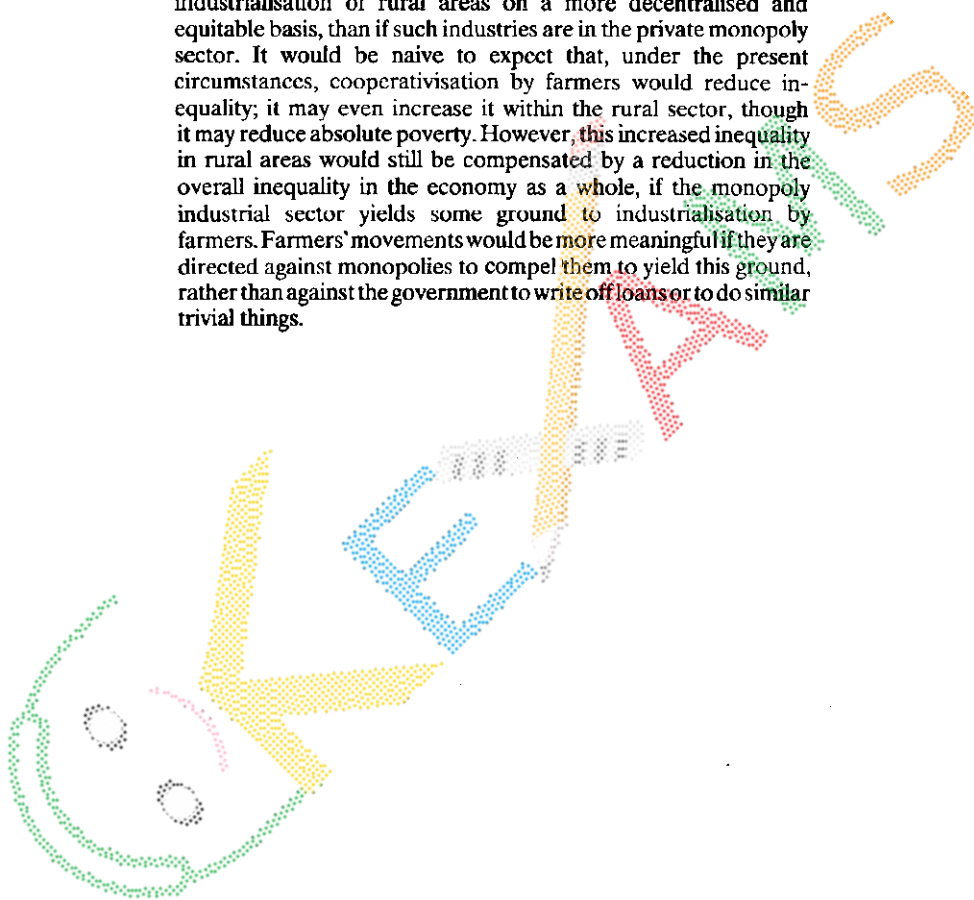 industrialisation of rural areas on a more decentralised and
equitable basis, than if such industries are in the private monopoly
sector. It would be naive to expect that, under the present
circumstances, cooperativisation by farmers would reduce in-
equality; it may even increase it within the rural sector, though
it may reduce absolute poverty. However, this increased inequality
in rural areas would still be compensated by a reduction in the
overall inequality in the economy as a whole, if the monopoly
industrial sector yields some ground to industrialisation by
farmers. Farmers' movements would be more meaningful if they are
directed against monopolies to compel them to yield this ground,
rather than against the government to write off loans or to do similar
trivial things.
KEXAMS